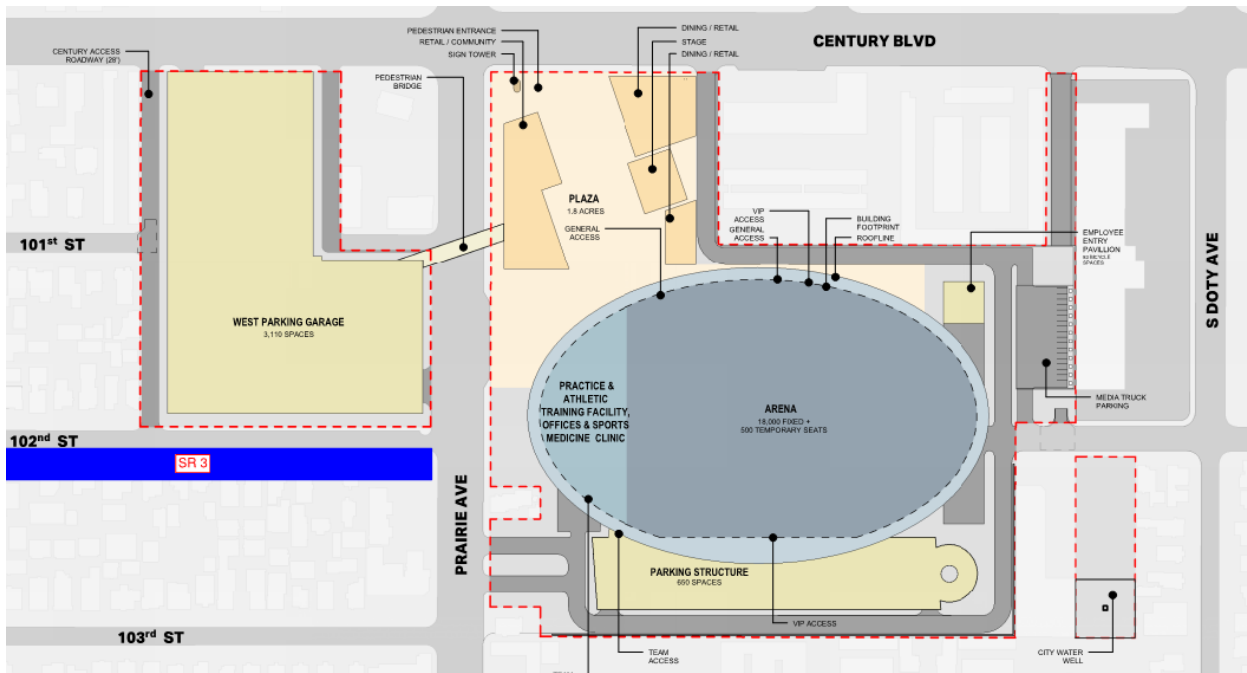 CENTURY BLVD
CENTURY ACCESS
ROADWAY (28')
PEDESTRIAN ENTRANCE
RETAIL / COMMUNITY
SIGN TOWER
PEDESTRIAN
BRIDGE
DINING / RETAIL
STAGE
DINING / RETAIL
PLAZA
1.8 ACRES
GENERAL
ACCESS
VIP
ACCESS
GENERAL
ACCESS
BUILDING
FOOTPRINT
ROOFLINE
EMPLOYEE
ENTRY
PAVILION
SPACES
S DOTY AVE
101st ST
WEST PARKING GARAGE
3,110 SPACES
PRACTICE &
ATHLETIC
TRAINING FACILITY,
OFFICES & SPORTS
MEDICINE CLINIC
ARENA
18,000 FIXED +
500 TEMPORARY SEATS
MEDIA TRUCK
PARKING
102nd ST
SR 3
PRAIRIE AVE
PARKING STRUCTURE
650 SPACES
VIP ACCESS
TEAM
ACCESS
CITY WATER
WELL
103rd ST